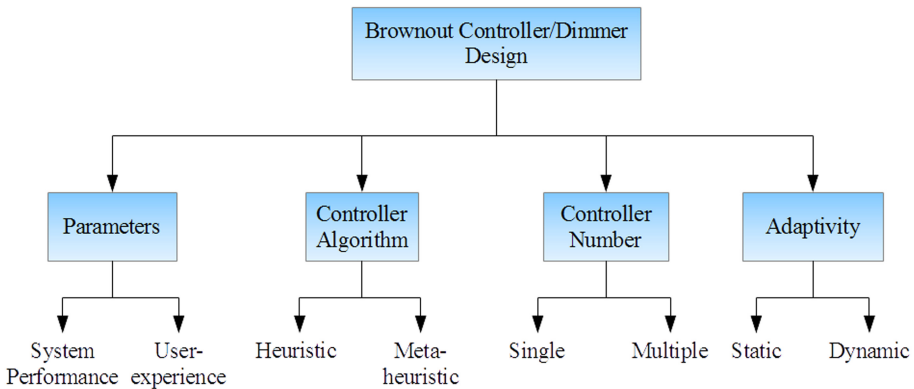 Brownout Controller/Dimmer
Design
Parameters
Controller
Algorithm
Controller
Number
Adaptivity
System
Performance
User-
experience
Heuristic
Meta-
heuristic
Single
Multiple
Static
Dynamic